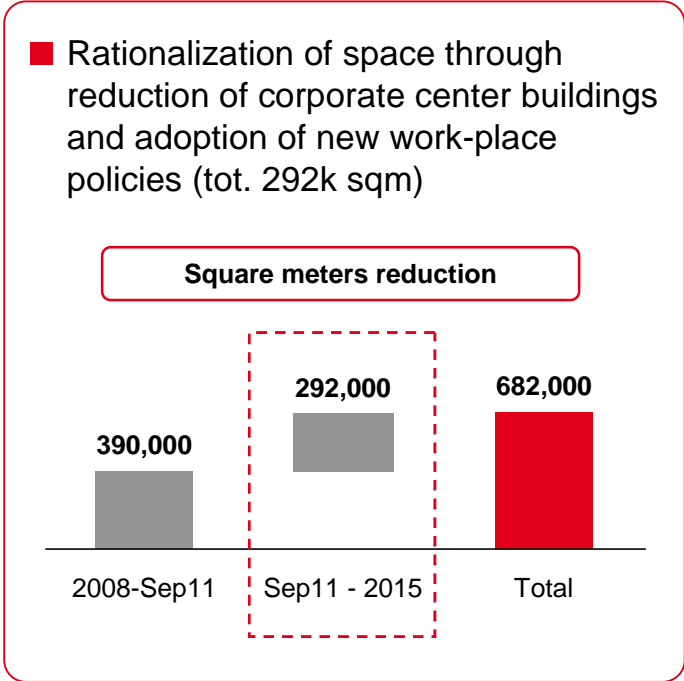 Rationalization of space through
reduction of corporate center buildings
and adoption of new work-place
policies (tot. 292k sqm)
Square meters reduction
390,000
292,000
682,000
2008-Sep11
Sep11 - 2015
Total